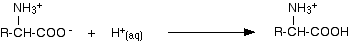 NH3⁺ NH3⁺
R-CH-COO⁻ + H⁺(aq) R-CH-COOH